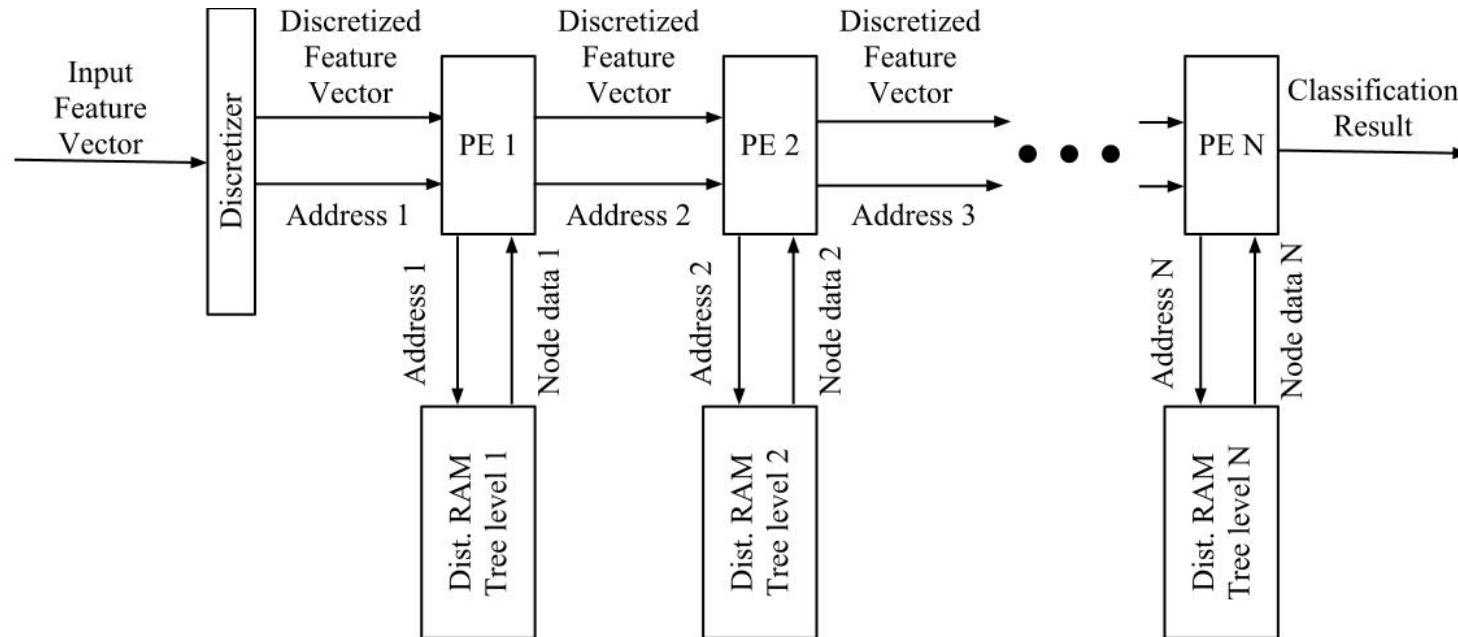 Input
Feature
Vector
Discretizer
Discretized
Feature
Vector
Address 1
PE 1
Discretized
Feature
Vector
Address 2
PE 2
Discretized
Feature
Vector
Address 3
PE N
Classification
Result
Address 1
Node data 1
Address 2
Node data 2
Address N
Node data N
Dist. RAM
Tree level 1
Dist. RAM
Tree level 2
Dist. RAM
Tree level N